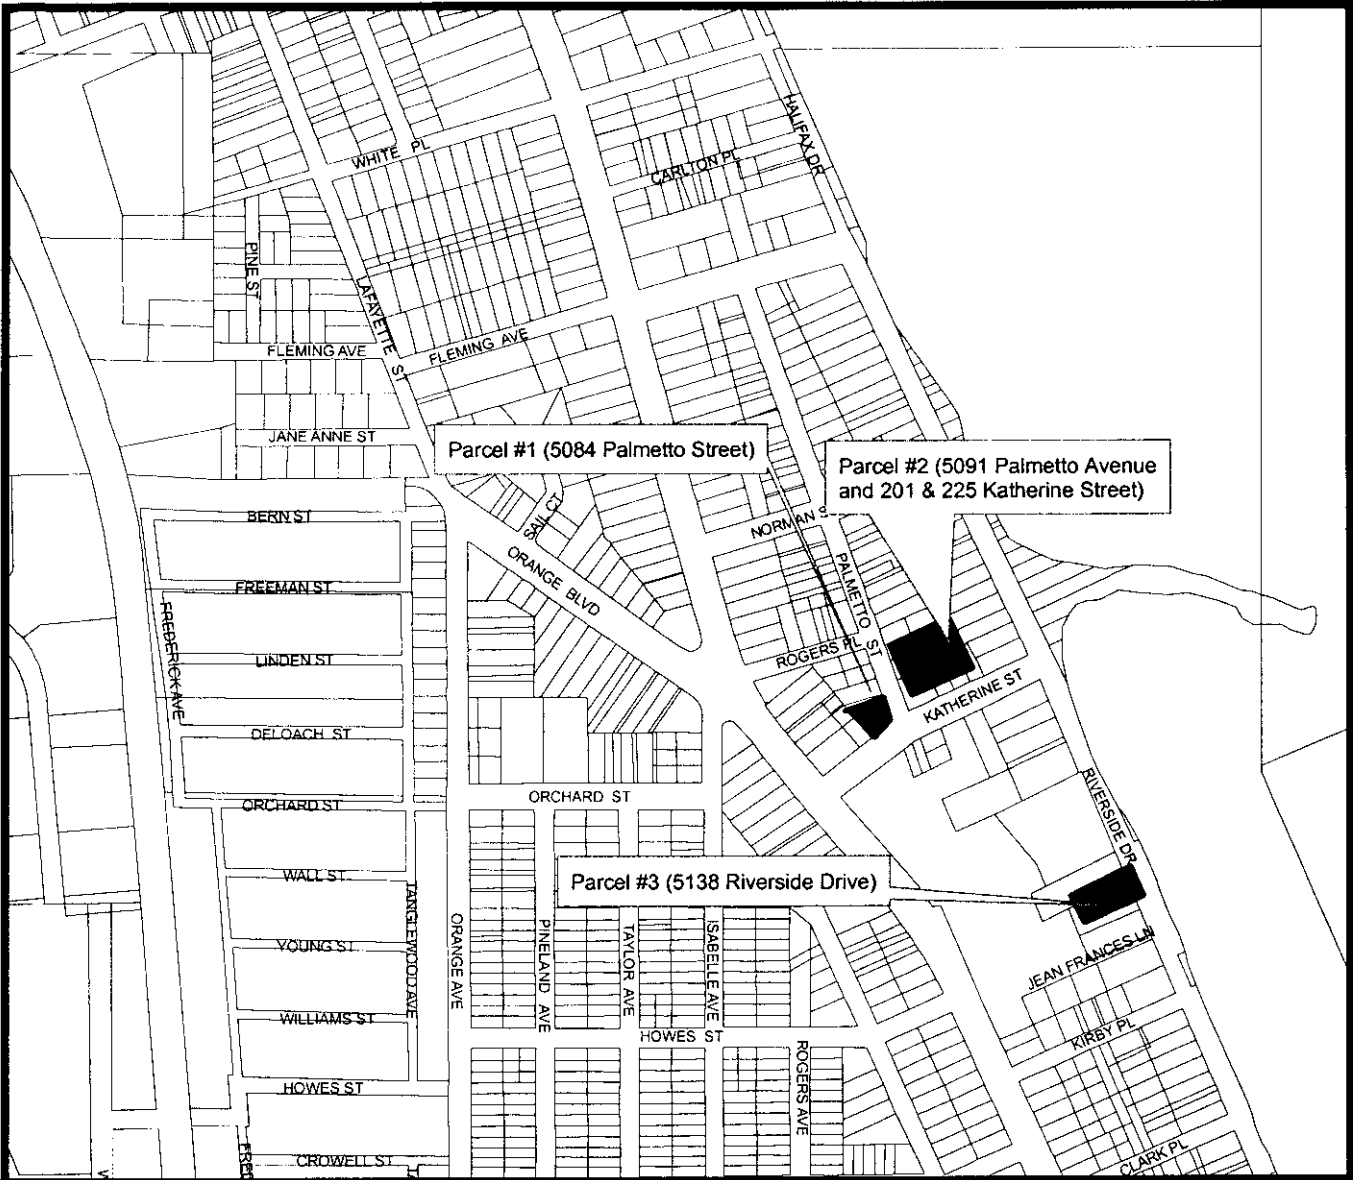 HALIFAX DR
WHITE PL
CARLTON PL
PINE ST
LAFAYETTE ST
FLEMING AVE
FLEMING AVE
JANE ANNE ST
Parcel #1 (5084 Palmetto Street)
Parcel #2 (5091 Palmetto Avenue
and 201 & 225 Katherine Street)
BERN ST
SAIL CT
NORMAN S
ORANGE BLVD
PALMETTO ST
FREEMAN ST
FREDERICK AVE
LINDEN ST
ROGERS PL
KATHERINE ST
DELOACH ST
ORCHARD ST
ORCHARD ST
RIVERSIDE DR
WALL ST
Parcel #3 (5138 Riverside Drive)
TANGLEWOOD AVE
ORANGE AVE
PINELAND AVE
TAYLOR AVE
ISABELLE AVE
YOUNG ST
JEAN FRANCES LN
WILLIAMS ST
HOWES ST
KIRBY PL
ROGERS AVE
HOWES ST
CROWELL ST
CLARK PL
FRED